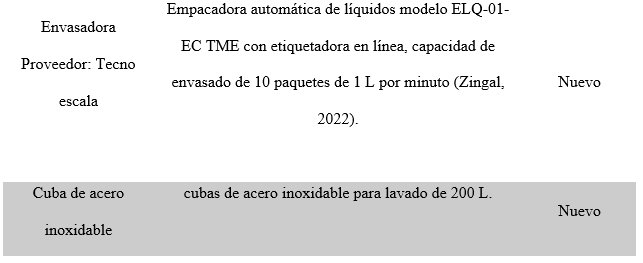 Envasadora
Proveedor: Tecno
escala
Empacadora automática de líquidos modelo ELQ-01-
EC TME con etiquetadora en línea, capacidad de
envasado de 10 paquetes de 1 L por minuto (Zingal,
2022).
Nuevo
Cuba de acero
inoxidable
cubas de acero inoxidable para lavado de 200 L.
Nuevo